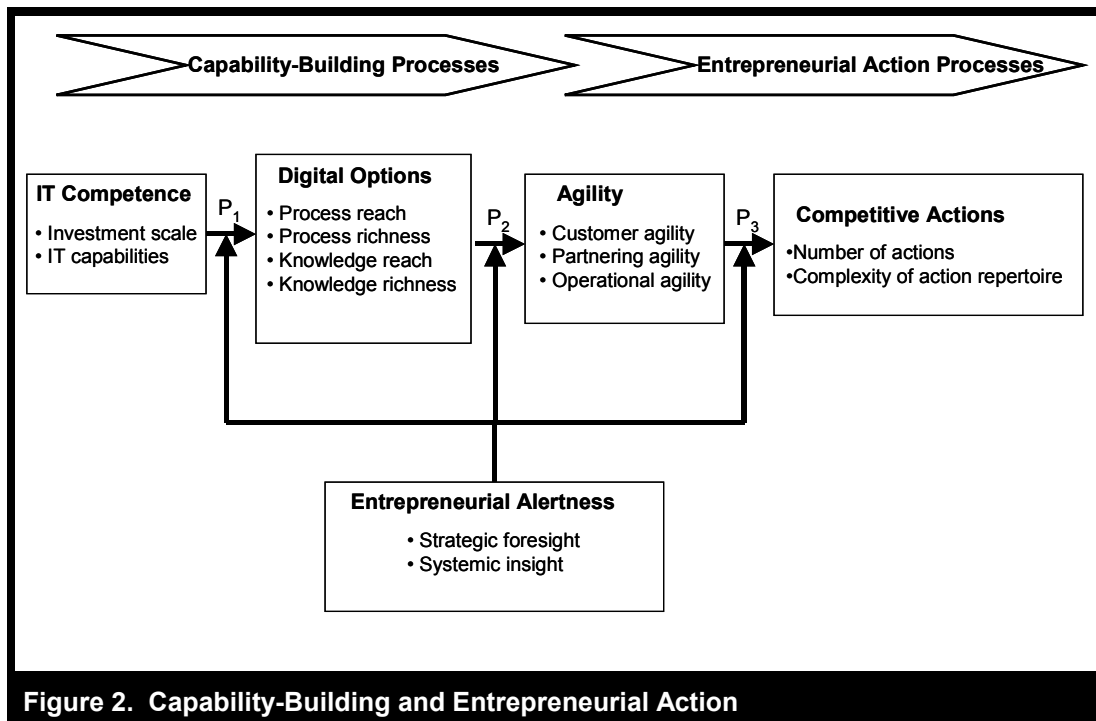 Capability-Building Processes
Entrepreneurial Action Processes
IT Competence
• Investment scale
• IT capabilities
P₁
Digital Options
• Process reach
• Process richness
• Knowledge reach
• Knowledge richness
P₂
Agility
• Customer agility
• Partnering agility
• Operational agility
P₃
Competitive Actions
•Number of actions
•Complexity of action repertoire
Entrepreneurial Alertness
• Strategic foresight
• Systemic insight
Figure 2. Capability-Building and Entrepreneurial Action